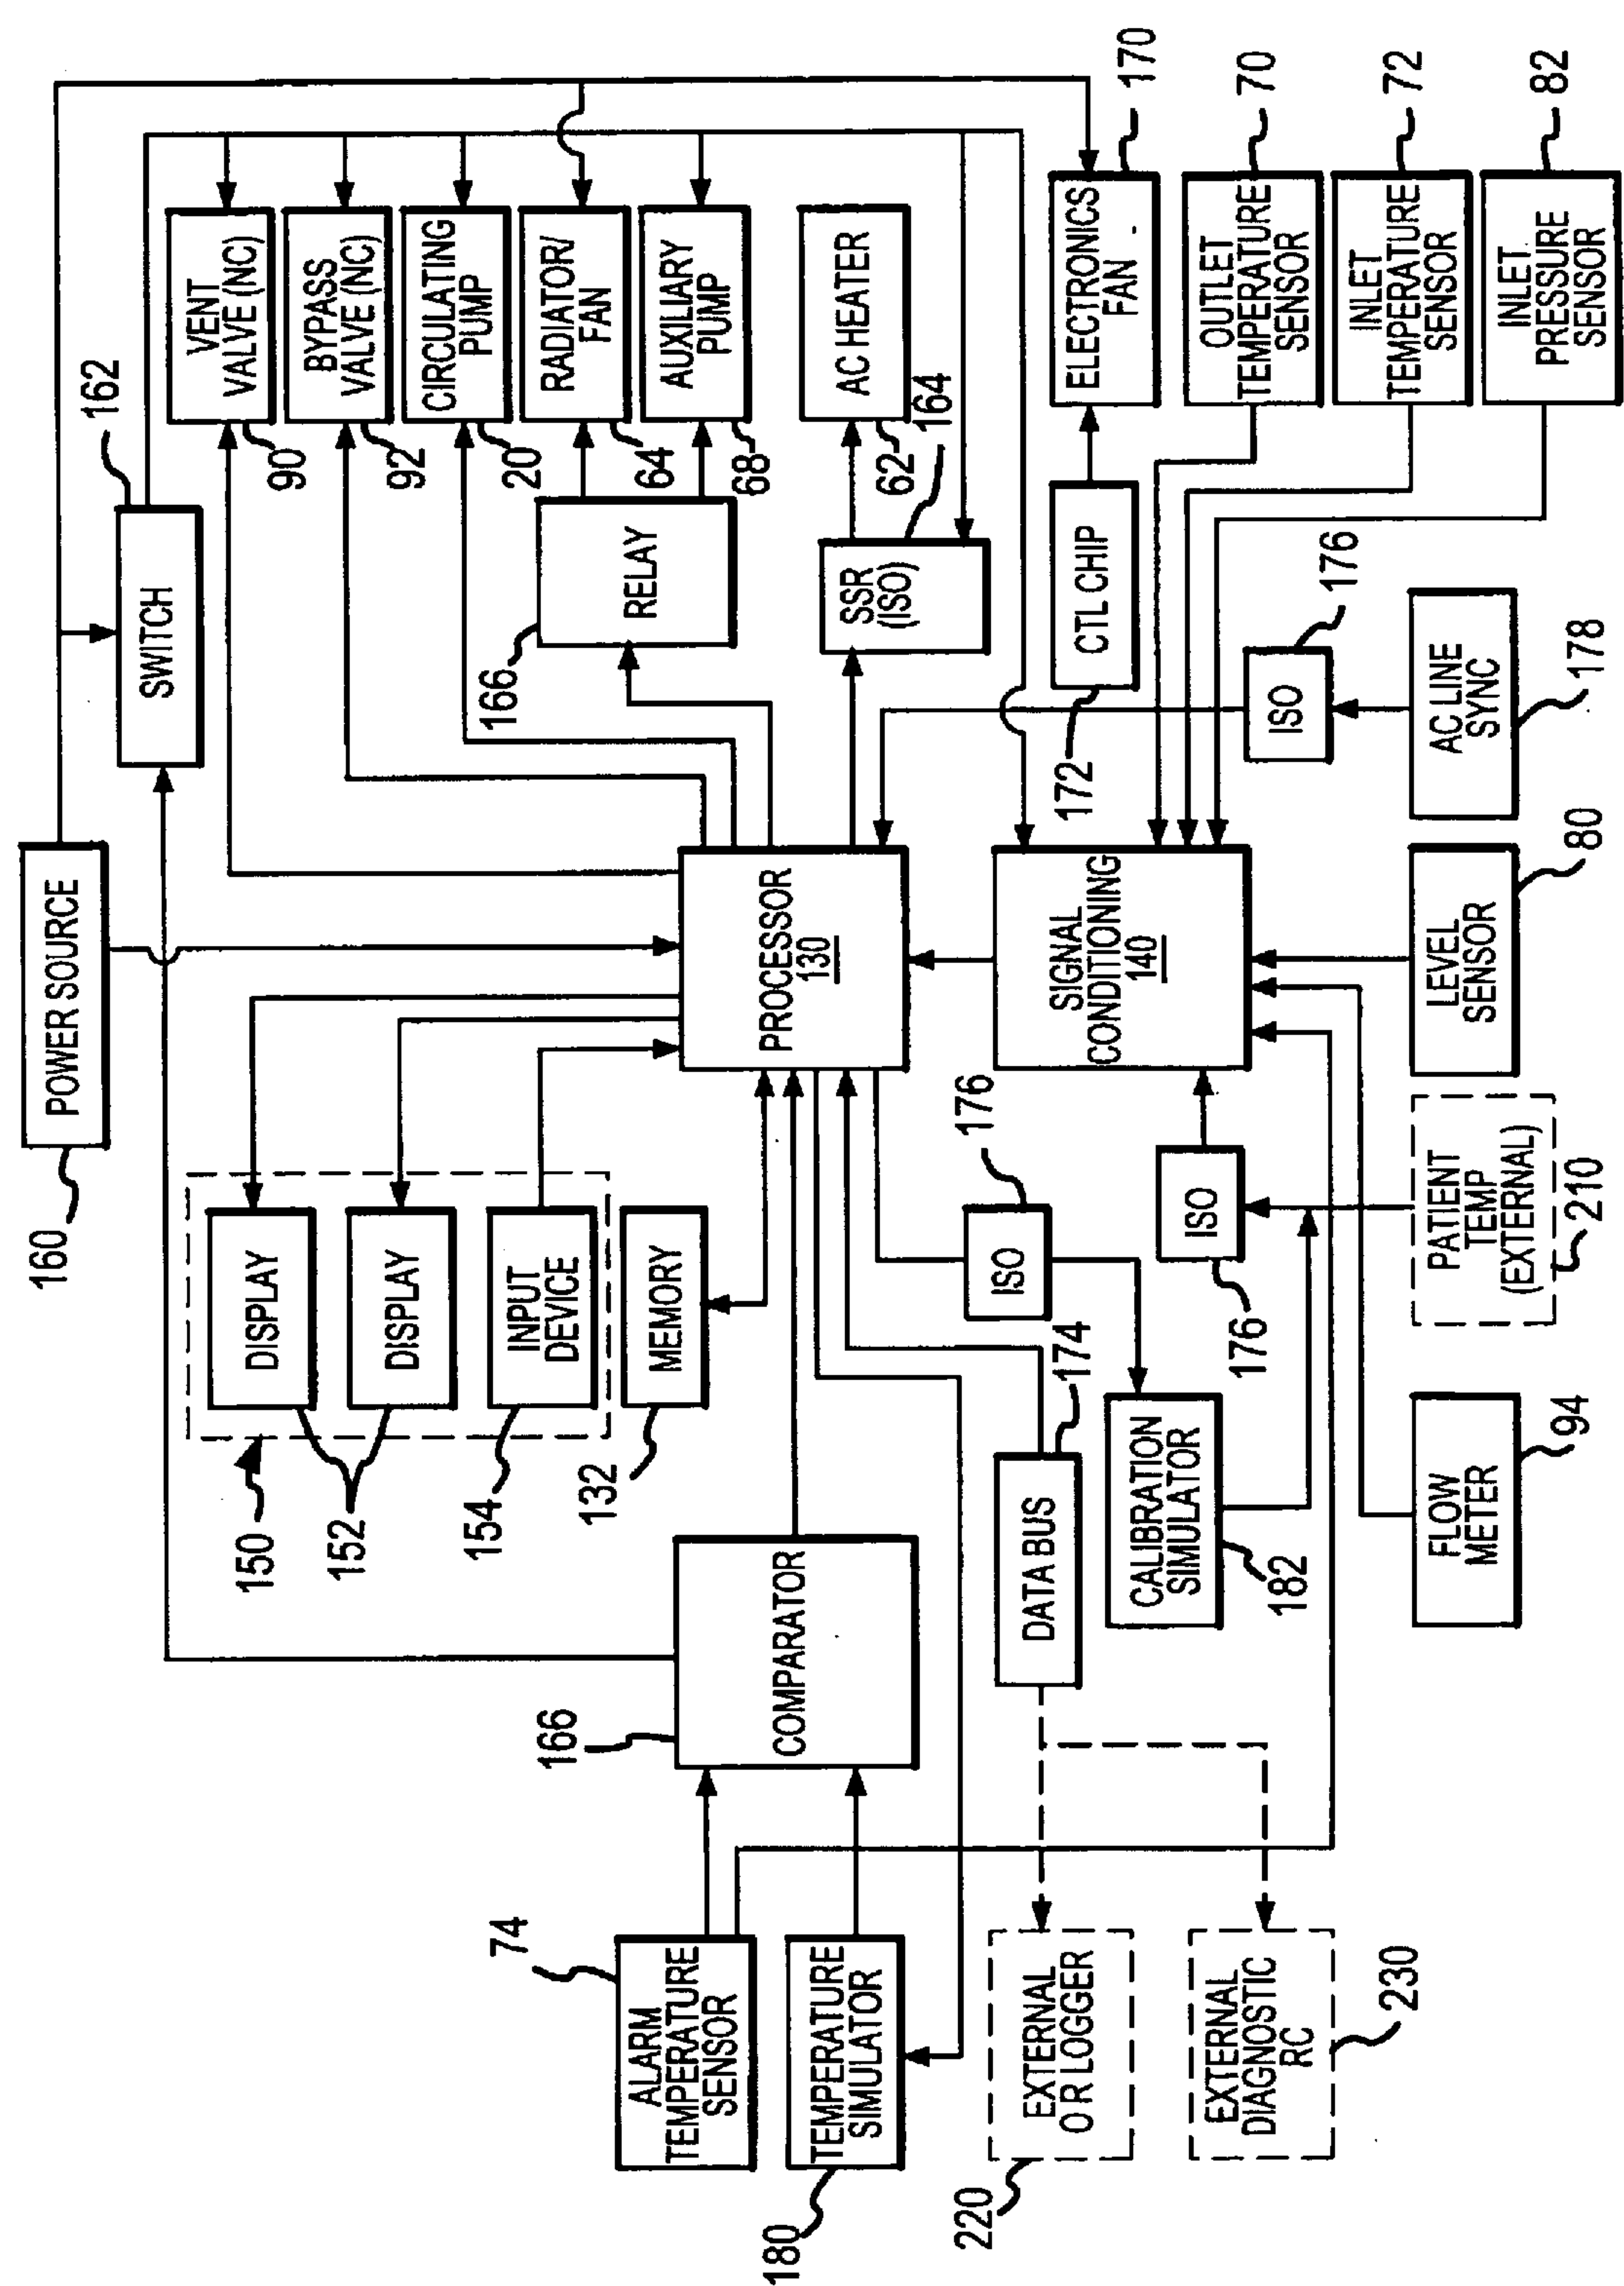 160
POWER SOURCE
162
SWITCH
150
DISPLAY
152
DISPLAY
154
INPUT
DEVICE
132
MEMORY
VENT
VALVE (NC)
90
BYPASS
VALVE (NC)
92
CIRCULATING
PUMP
20
RADIATOR/
FAN
64
AUXILIARY
PUMP
68
166
RELAY
AC HEATER
62
164
SSR
(ISO)
166
COMPARATOR
PROCESSOR
130
74
ALARM
TEMPERATURE
SENSOR
180
TEMPERATURE
SIMULATOR
220
EXTERNAL
OR LOGGER
EXTERNAL
DIAGNOSTIC
RC
230
DATA BUS
174
176
ISO
CALIBRATION
SIMULATOR
182
ISO
176
SIGNAL
CONDITIONING
140
CTL CHIP
172
ELECTRONICS
FAN
170
OUTLET
TEMPERATURE
SENSOR
70
INLET
TEMPERATURE
SENSOR
72
INLET
PRESSURE
SENSOR
82
FLOW
METER
94
PATIENT
TEMP
(EXTERNAL)
210
LEVEL
SENSOR
80
ISO
176
AC LINE
SYNC
178